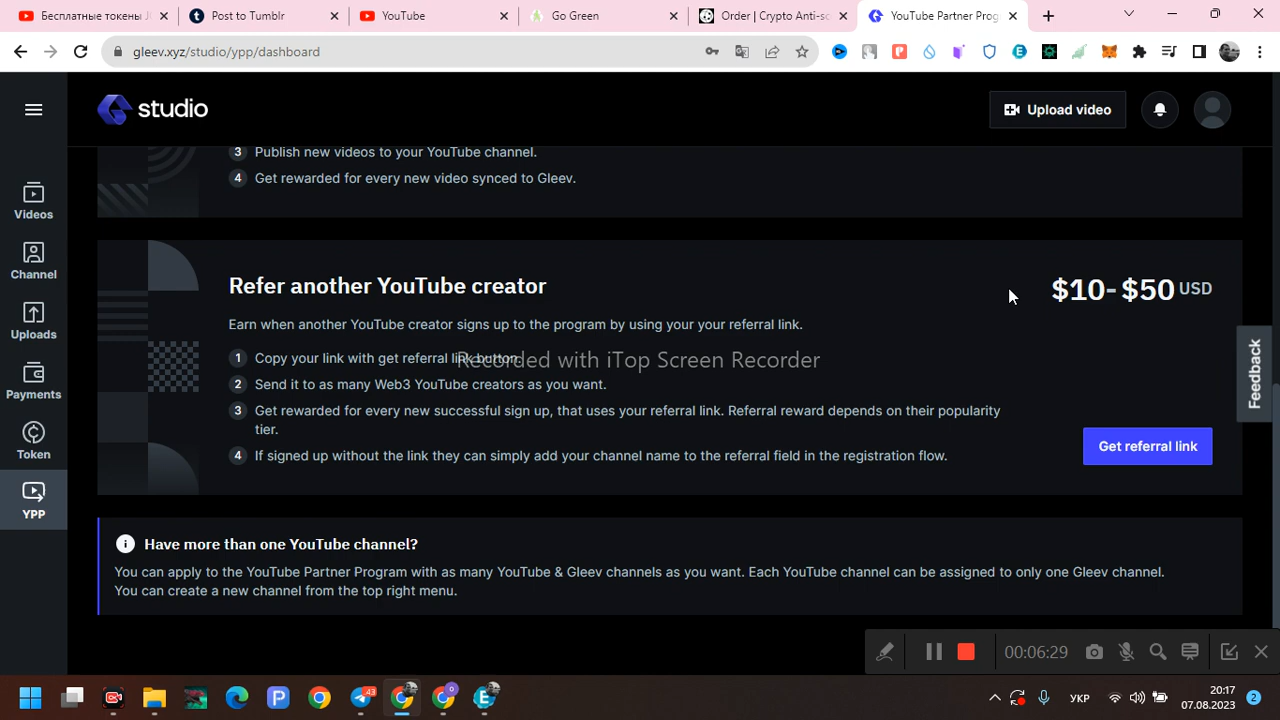 Бесплатные токены J
Post to Tumblr
YouTube
Go Green
Order | Crypto Anti-sc
YouTube Partner Prog
gleev.xyz/studio/ypp/dashboard
studio
Upload video
3 Publish new videos to your YouTube channel.
4 Get rewarded for every new video synced to Gleev.
Videos
Channel
Uploads
Payments
Token
YPP
Refer another YouTube creator
$10- $50 USD
Earn when another YouTube creator signs up to the program by using your your referral link.
1 Copy your link with get referral link button.
Recorded with iTop Screen Recorder
2 Send it to as many Web3 YouTube creators as you want.
3 Get rewarded for every new successful sign up, that uses your referral link. Referral reward depends on their popularity
tier.
4 If signed up without the link they can simply add your channel name to the referral field in the registration flow.
Get referral link
Feedback
Have more than one YouTube channel?
You can apply to the YouTube Partner Program with as many YouTube & Gleev channels as you want. Each YouTube channel can be assigned to only one Gleev channel.
You can create a new channel from the top right menu.
00:06:29
43
УКР
20:17
07.08.2023
2